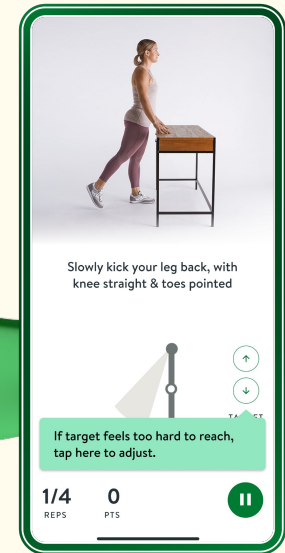 Slowly kick your leg back, with
knee straight & toes pointed
If target feels too hard to reach,
tap here to adjust.
1/4
0
REPS
PTS